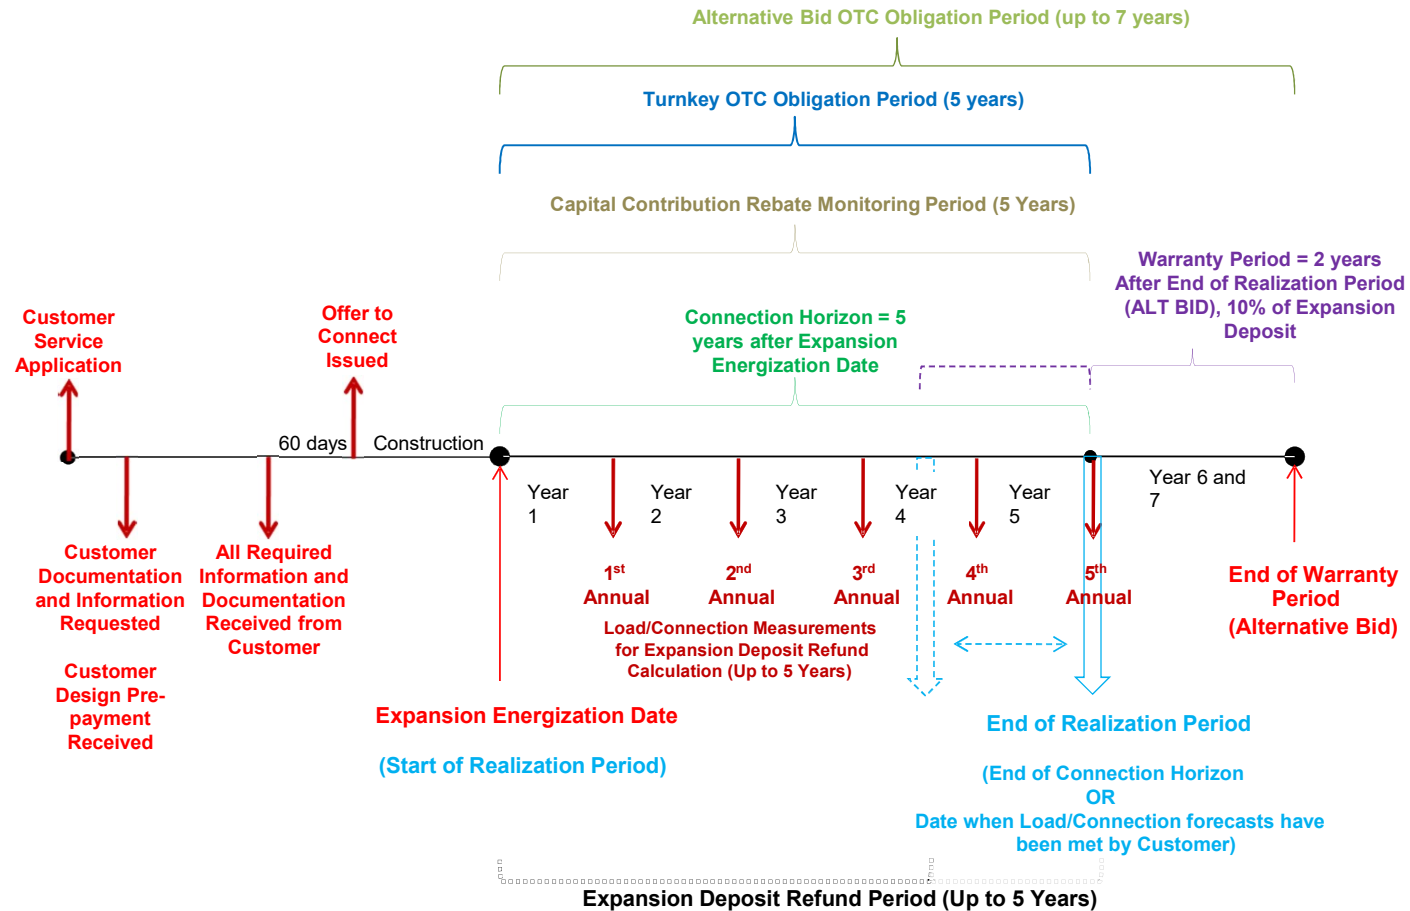 Alternative Bid OTC Obligation Period (up to 7 years)
Turnkey OTC Obligation Period (5 years)
Capital Contribution Rebate Monitoring Period (5 Years)
Warranty Period = 2 years
After End of Realization Period
(ALT BID), 10% of Expansion
Deposit
Connection Horizon = 5
years after Expansion
Energization Date
Customer
Service
Application
Offer to
Connect
Issued
60 days
Construction
Year
1
Year
2
Year
3
Year
4
Year
5
Year 6 and
7
Customer
Documentation
and Information
Requested
Customer
Design Pre-
payment
Received
All Required
Information and
Documentation
Received from
Customer
1st
Annual
2nd
Annual
3rd
Annual
4th
Annual
5th
Annual
Load/Connection Measurements
for Expansion Deposit Refund
Calculation (Up to 5 Years)
End of Warranty
Period
(Alternative Bid)
Expansion Energization Date
(Start of Realization Period)
End of Realization Period
(End of Connection Horizon
OR
Date when Load/Connection forecasts have
been met by Customer)
Expansion Deposit Refund Period (Up to 5 Years)